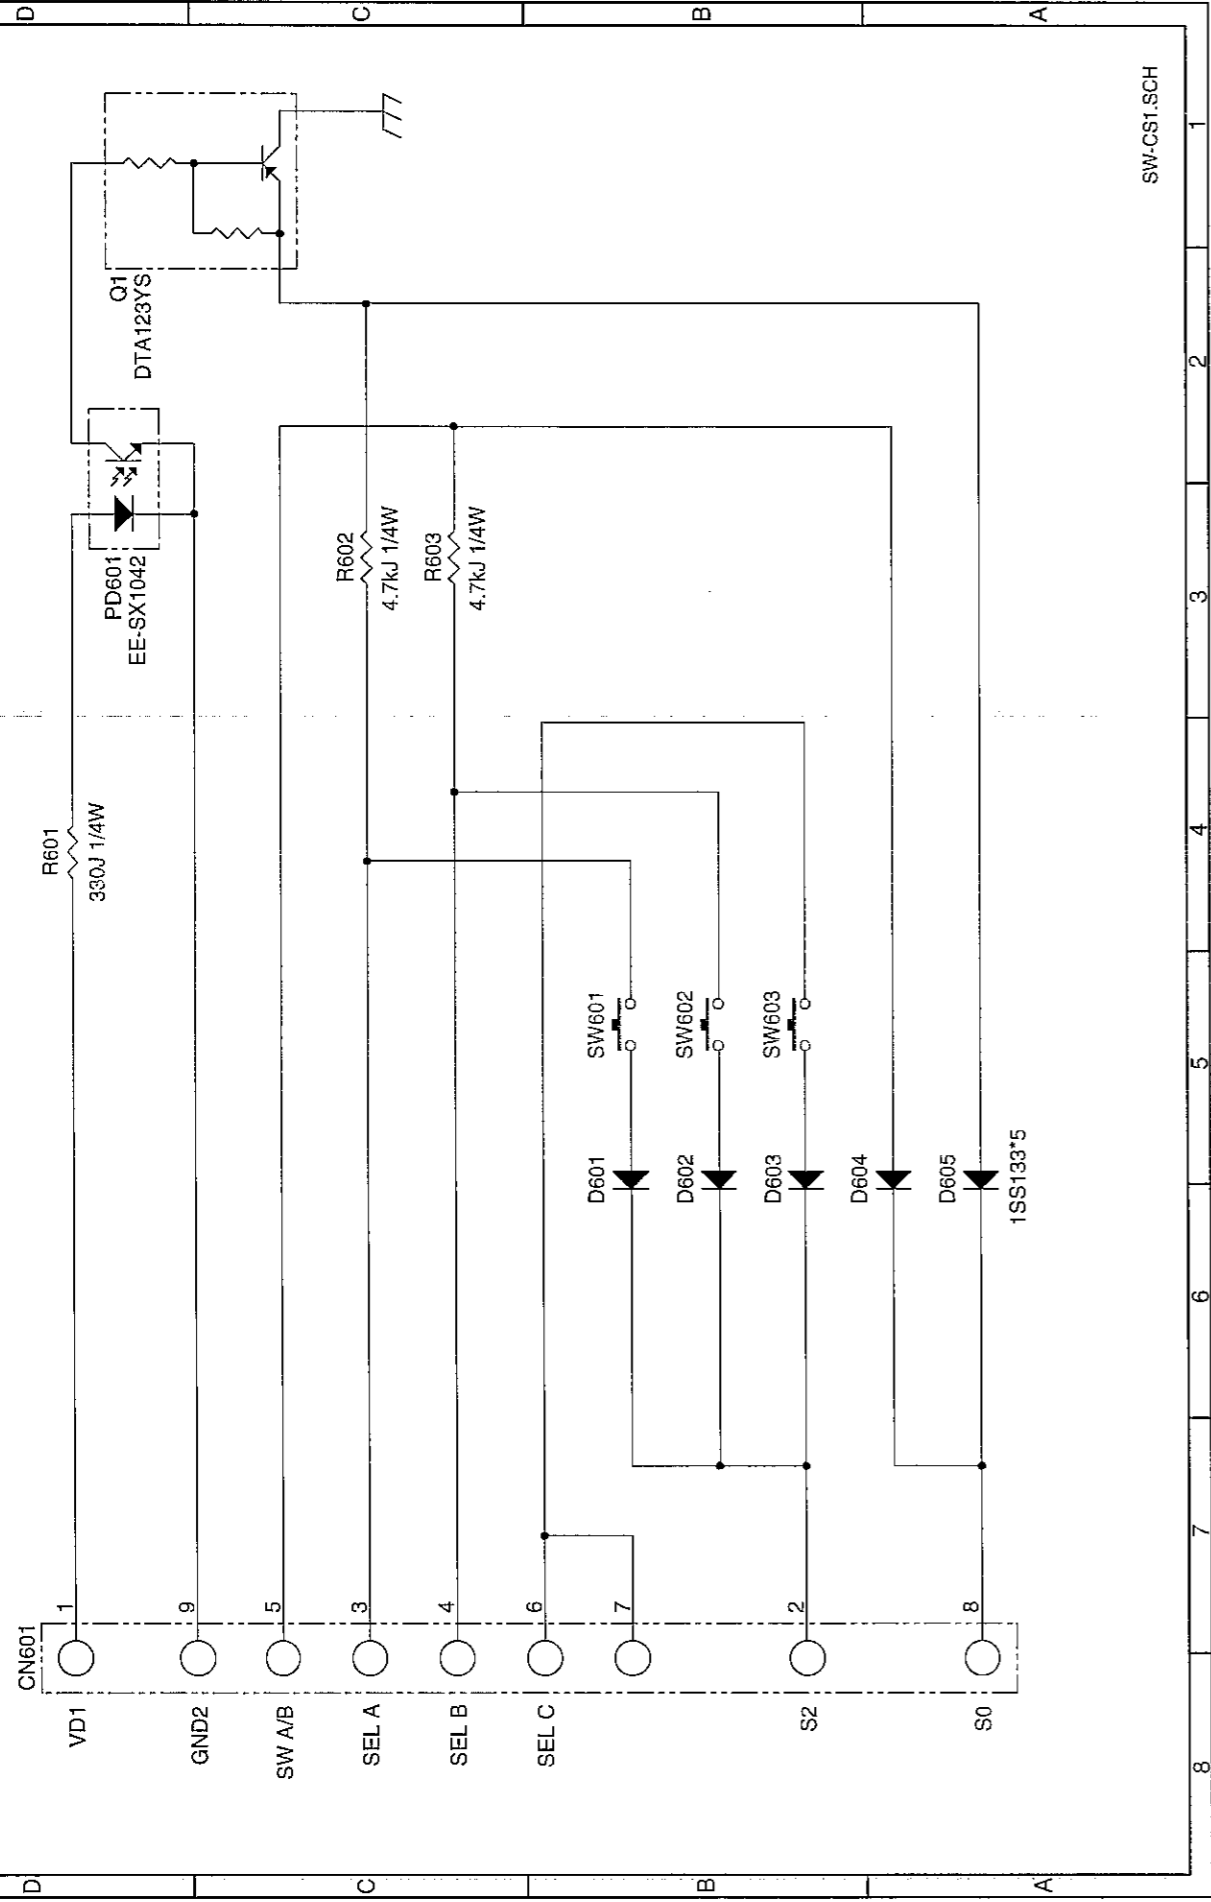 D
C
B
A
CN601
VD1
1
GND2
9
SW A/B
5
SEL A
3
SEL B
4
SEL C
6
7
S2
2
S0
8
R601
330J 1/4W
PD601
EE-SX1042
Q1
DTA123YS
R602
4.7kJ 1/4W
R603
4.7kJ 1/4W
SW601
SW602
SW603
D601
D602
D603
D604
D605
1SS133*5
SW-CS1.SCH
8
7
6
5
4
3
2
1
D
C
B
A